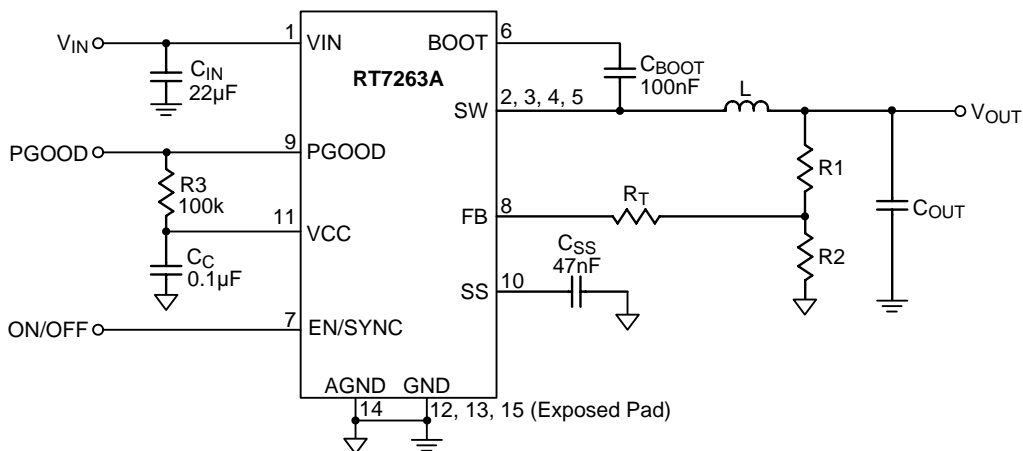 VIN
1
VIN
CIN
22µF
PGOOD
9
PGOOD
R3
100k
11
VCC
CC
0.1µF
ON/OFF
7
EN/SYNC
RT7263A
BOOT
6
CBOOT
100nF
SW
2, 3, 4, 5
L
VOUT
R1
FB
8
RT
COUT
R2
CSS
47nF
SS
10
AGND
GND
14
12, 13, 15 (Exposed Pad)